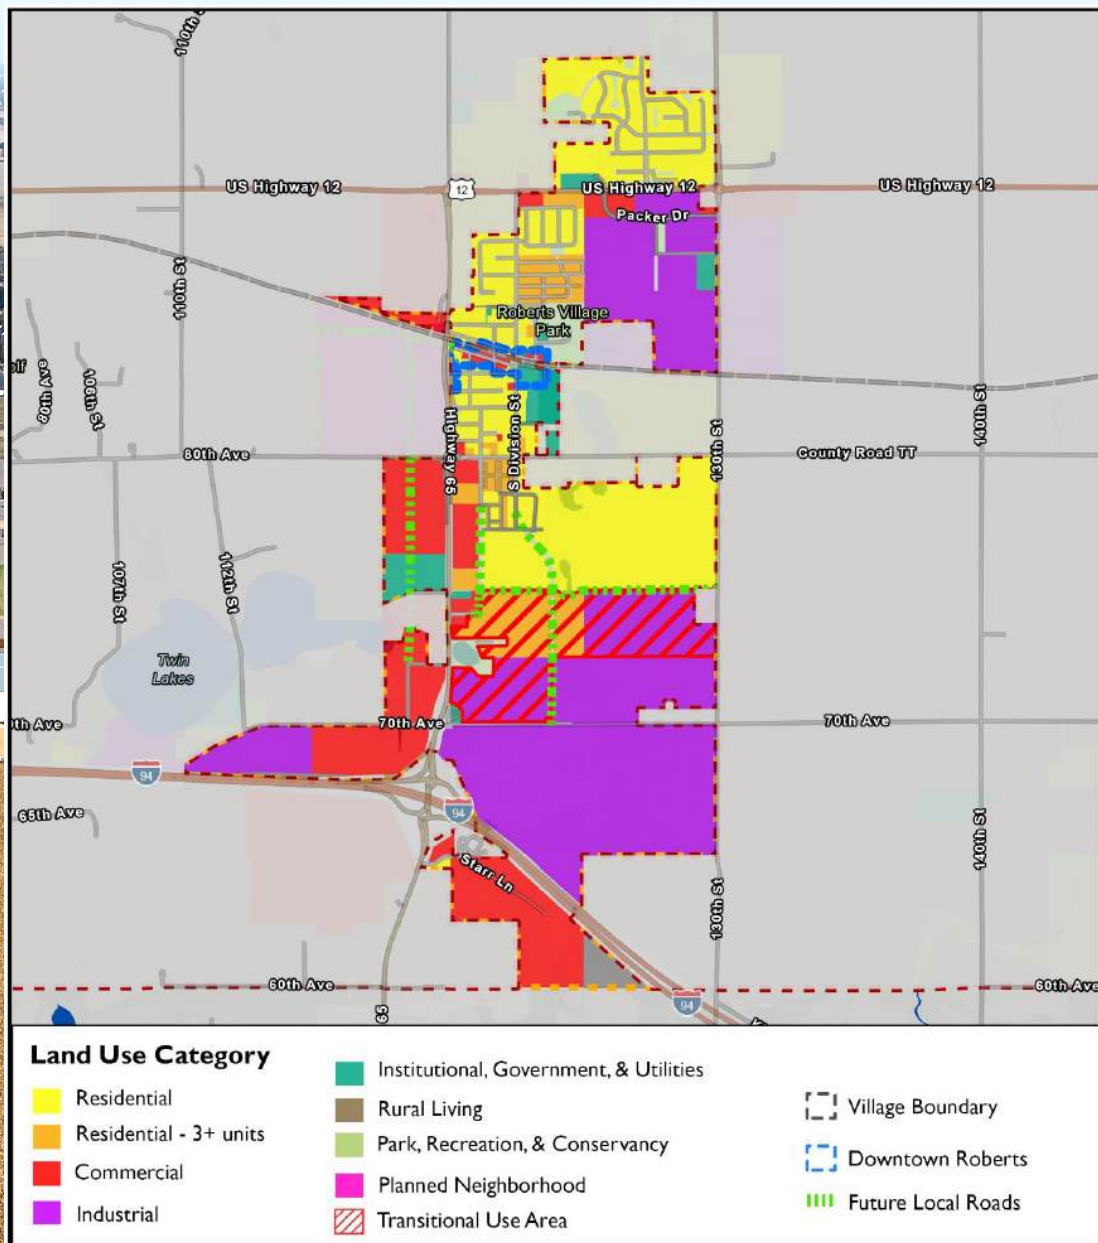 110th S
US Highway 12
12
US Highway 12
US Highway 12
Packer Dr
110th St
Roberts Village
Park
olf
80th Ave
106th St
Highway 65
S Division St
130th St
140th St
80th Ave
County Road TT
107th St
112th St
Twin
Lakes
0th Ave
70th Ave
70th Ave
94
94
65th Ave
Starr Ln
130th St
140th St
60th Ave
60th Ave
65
94
Land Use Category
Residential
Residential - 3+ units
Commercial
Industrial
Institutional, Government, & Utilities
Rural Living
Park, Recreation, & Conservancy
Planned Neighborhood
Transitional Use Area
Village Boundary
Downtown Roberts
Future Local Roads